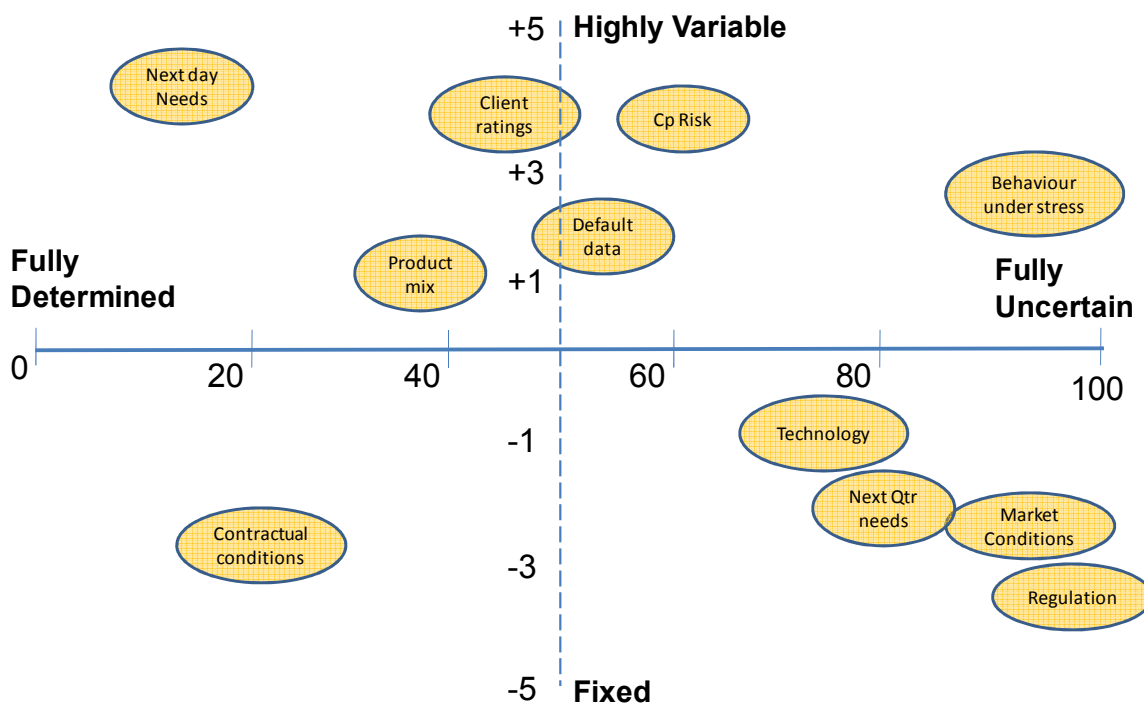 +5
Highly Variable
Next day
Needs
Client
ratings
Cp Risk
+3
Behaviour
under stress
Default
data
Fully
Determined
Product
mix
+1
Fully
Uncertain
0
20
40
60
80
100
-1
Technology
Next Qtr
needs
Market
Conditions
Contractual
conditions
-3
Regulation
-5
Fixed